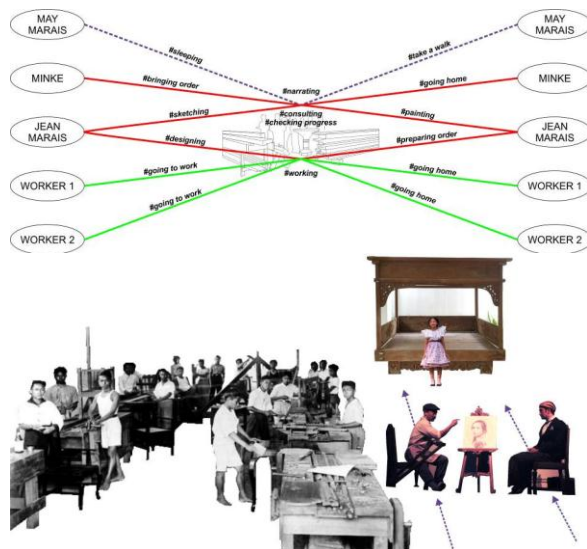 MAY
MARAIS
MAY
MARAIS
#sleeping
#take a walk
MINKE
#bringing order
#narrating
#going home
MINKE
JEAN
MARAIS
#sketching
#consulting
#checking progress
#painting
JEAN
MARAIS
#designing
#preparing order
WORKER 1
#going to work
#working
#going home
WORKER 1
WORKER 2
#going to work
#going home
WORKER 2